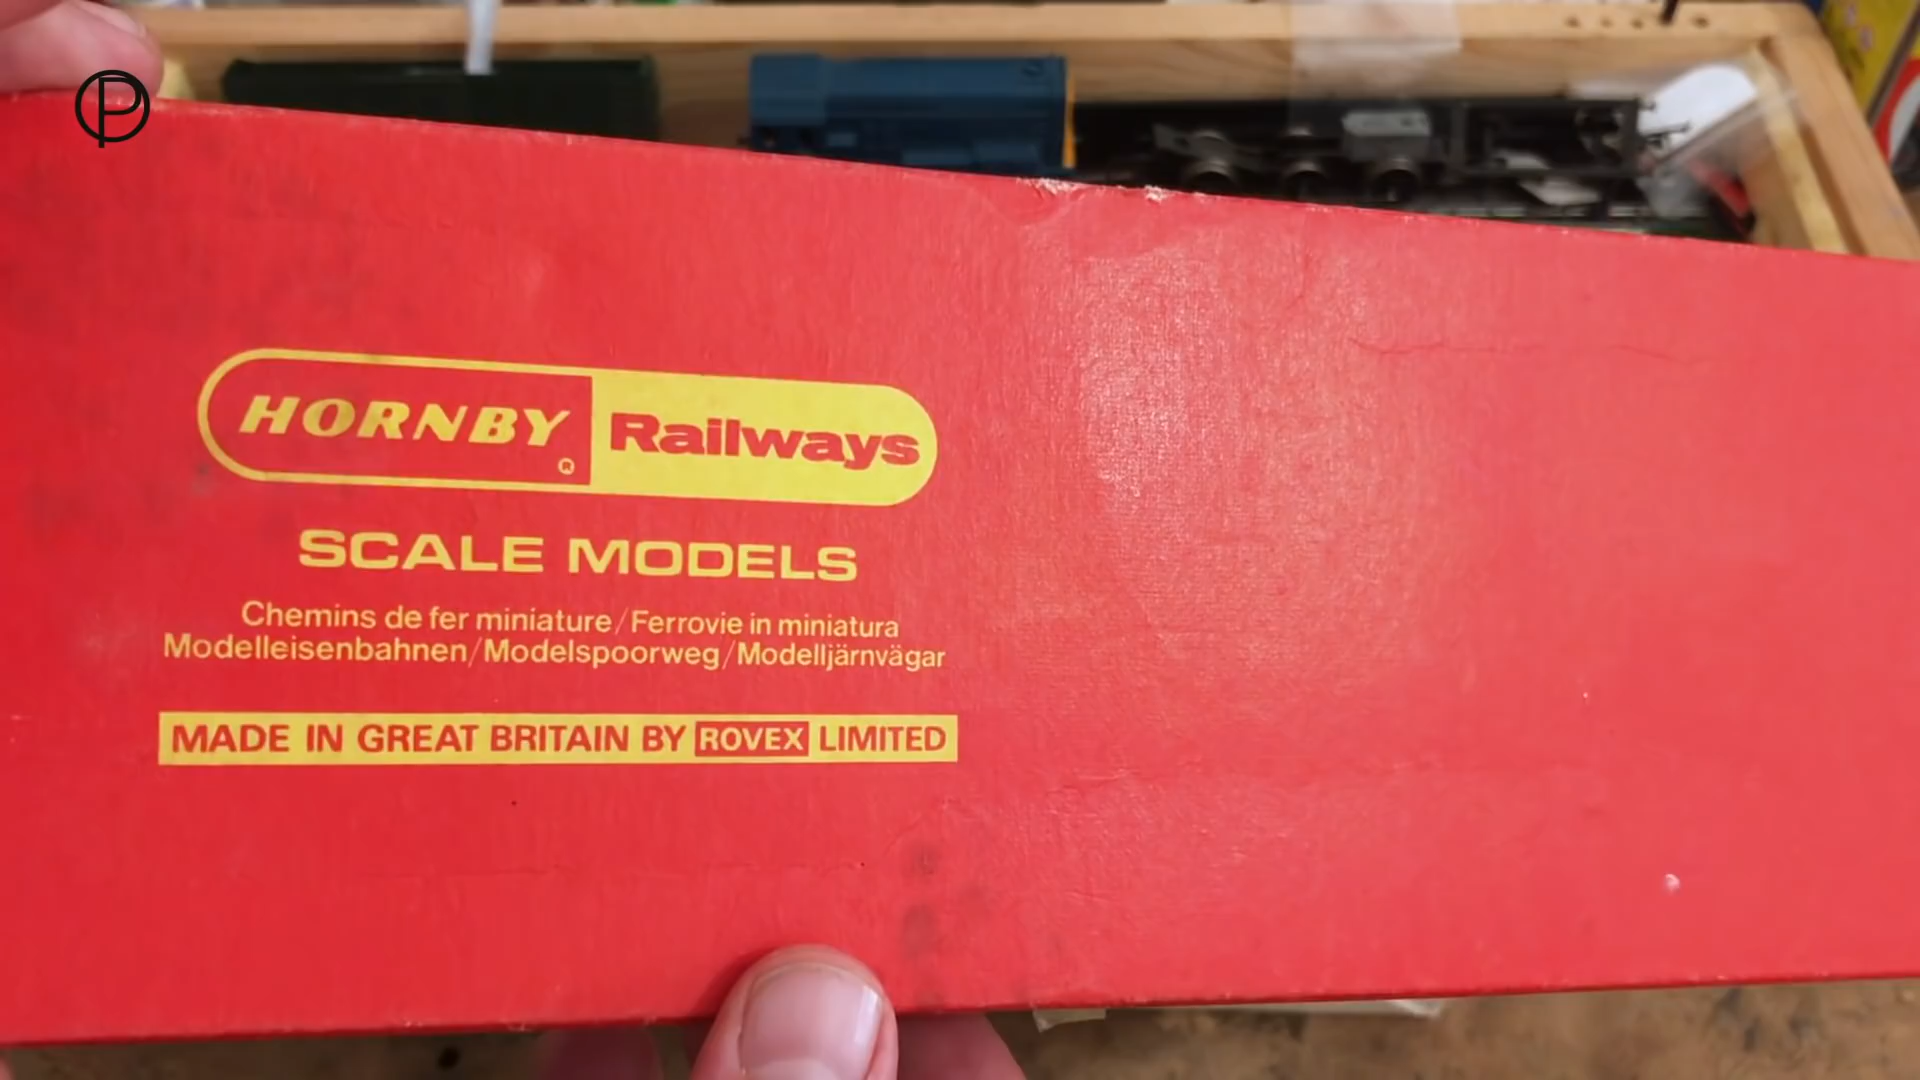 HORNBY® Railways
SCALE MODELS
Chemins de fer miniature/Ferrovie in miniatura
Modelleisenbahnen/Modelspoorweg/Modelljärnvägar
MADE IN GREAT BRITAIN BY ROVEX LIMITED